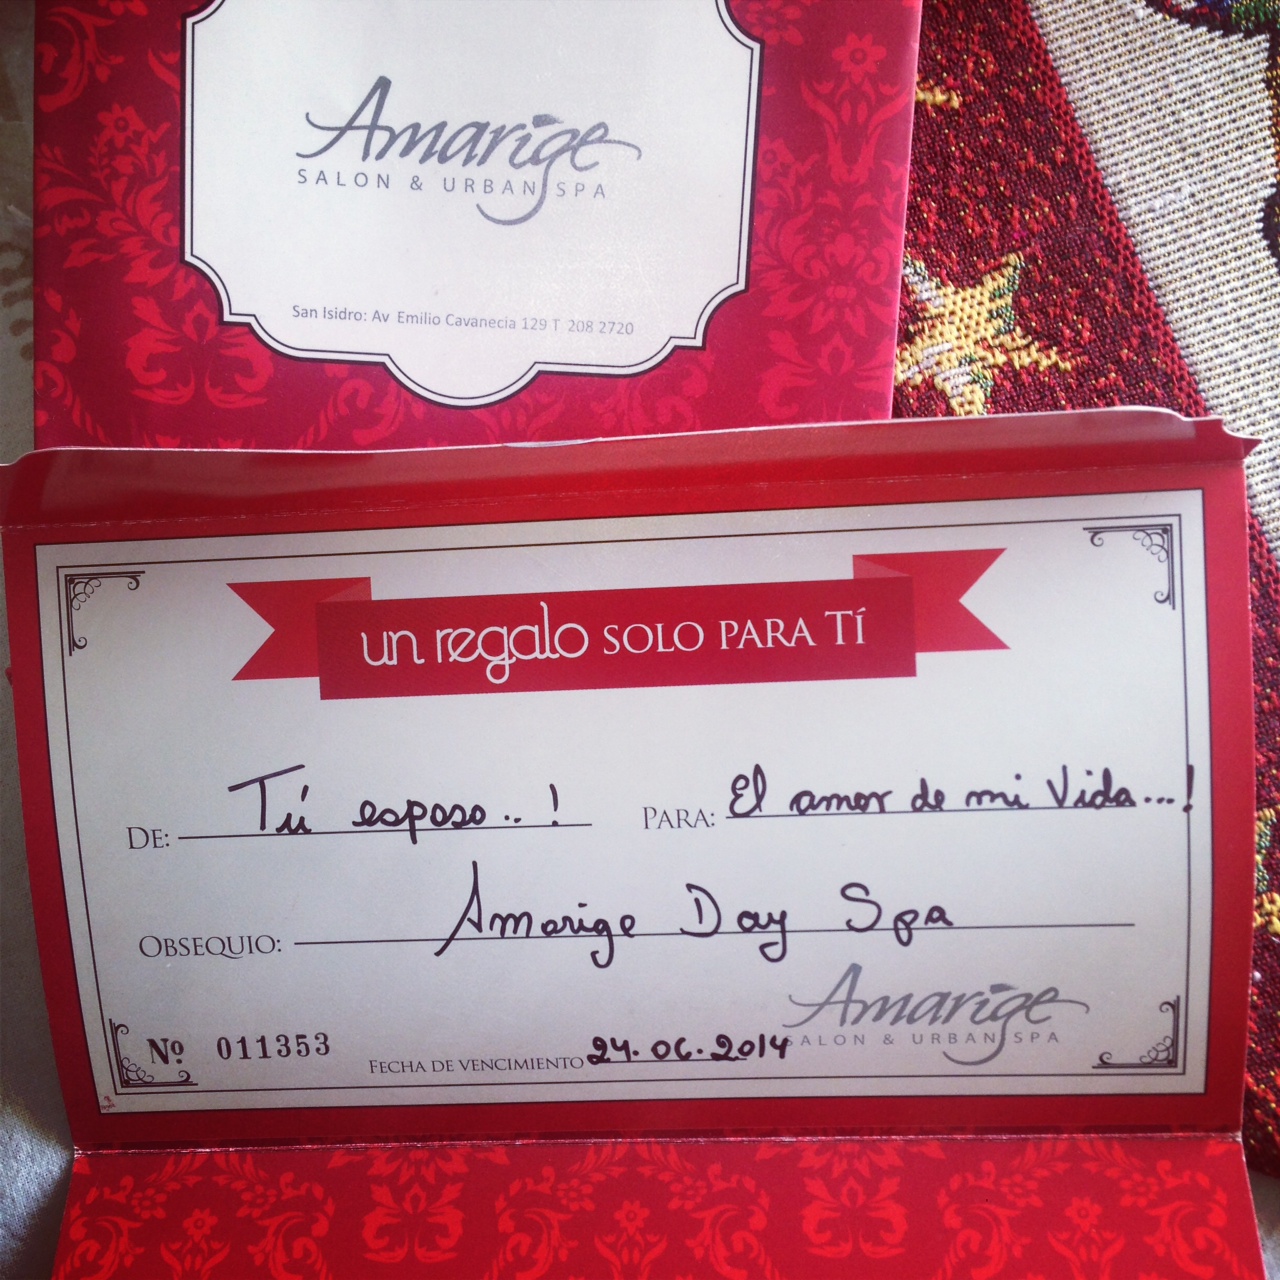 Amarige
SALON & URBAN SPA
San Isidro: Av Emilio Cavanecia 129 T 208 2720
un regalo SOLO PARA TÍ
DE: Tú esposo..! PARA: El amor de mi Vida...!
OBSEQUIO: Amarige Day Spa
Amarige
SALON & URBAN SPA
Nº 011353 FECHA DE VENCIMIENTO 24.06.2014